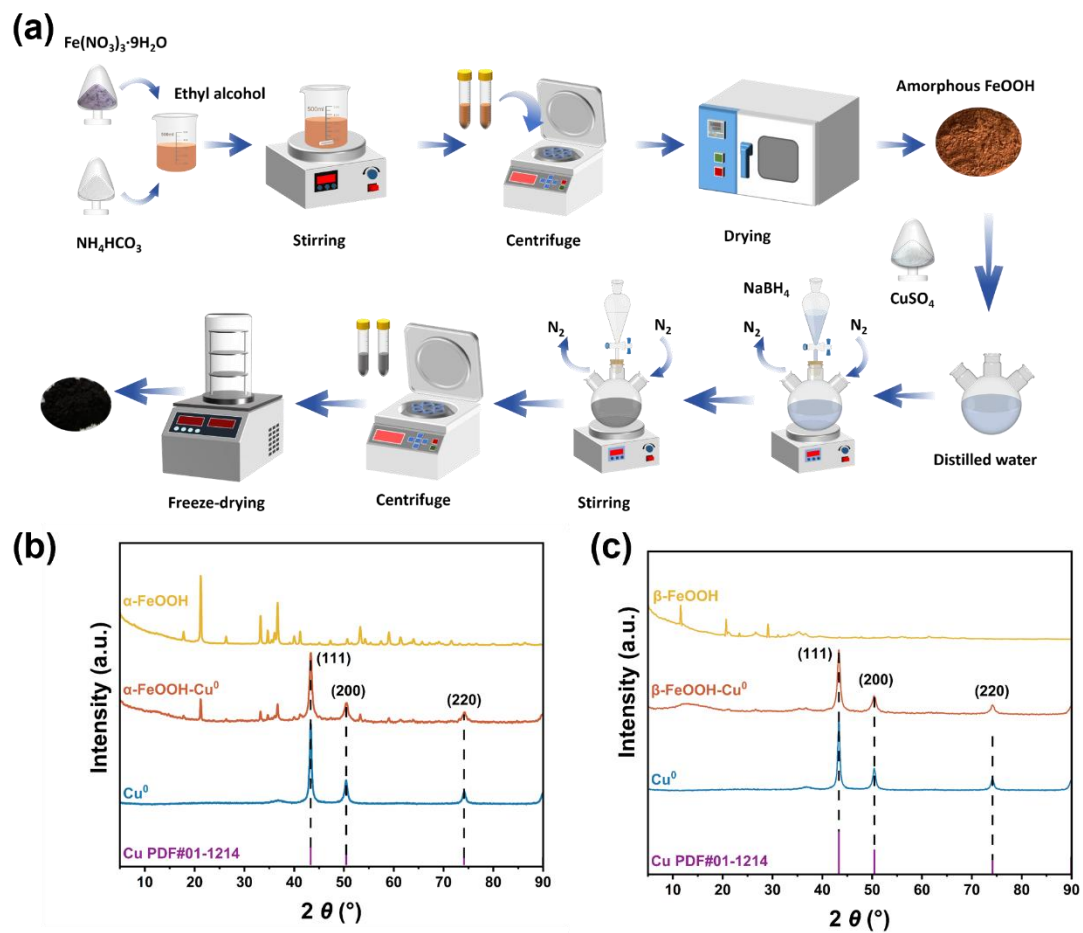 (a)
Fe(NO₃)₃·9H₂O
Ethyl alcohol
NH₄HCO₃
Stirring
Centrifuge
Drying
Amorphous FeOOH
CuSO₄
Distilled water
NaBH₄
N₂
N₂
N₂
N₂
Stirring
Centrifuge
Freeze-drying
(b)
Intensity (a.u.)
α-FeOOH
(111)
(200)
(220)
α-FeOOH-Cu⁰
Cu⁰
Cu PDF#01-1214
10 20 30 40 50 60 70 80 90
2 θ (°)
(c)
Intensity (a.u.)
β-FeOOH
(111)
(200)
(220)
β-FeOOH-Cu⁰
Cu⁰
Cu PDF#01-1214
10 20 30 40 50 60 70 80 90
2 θ (°)